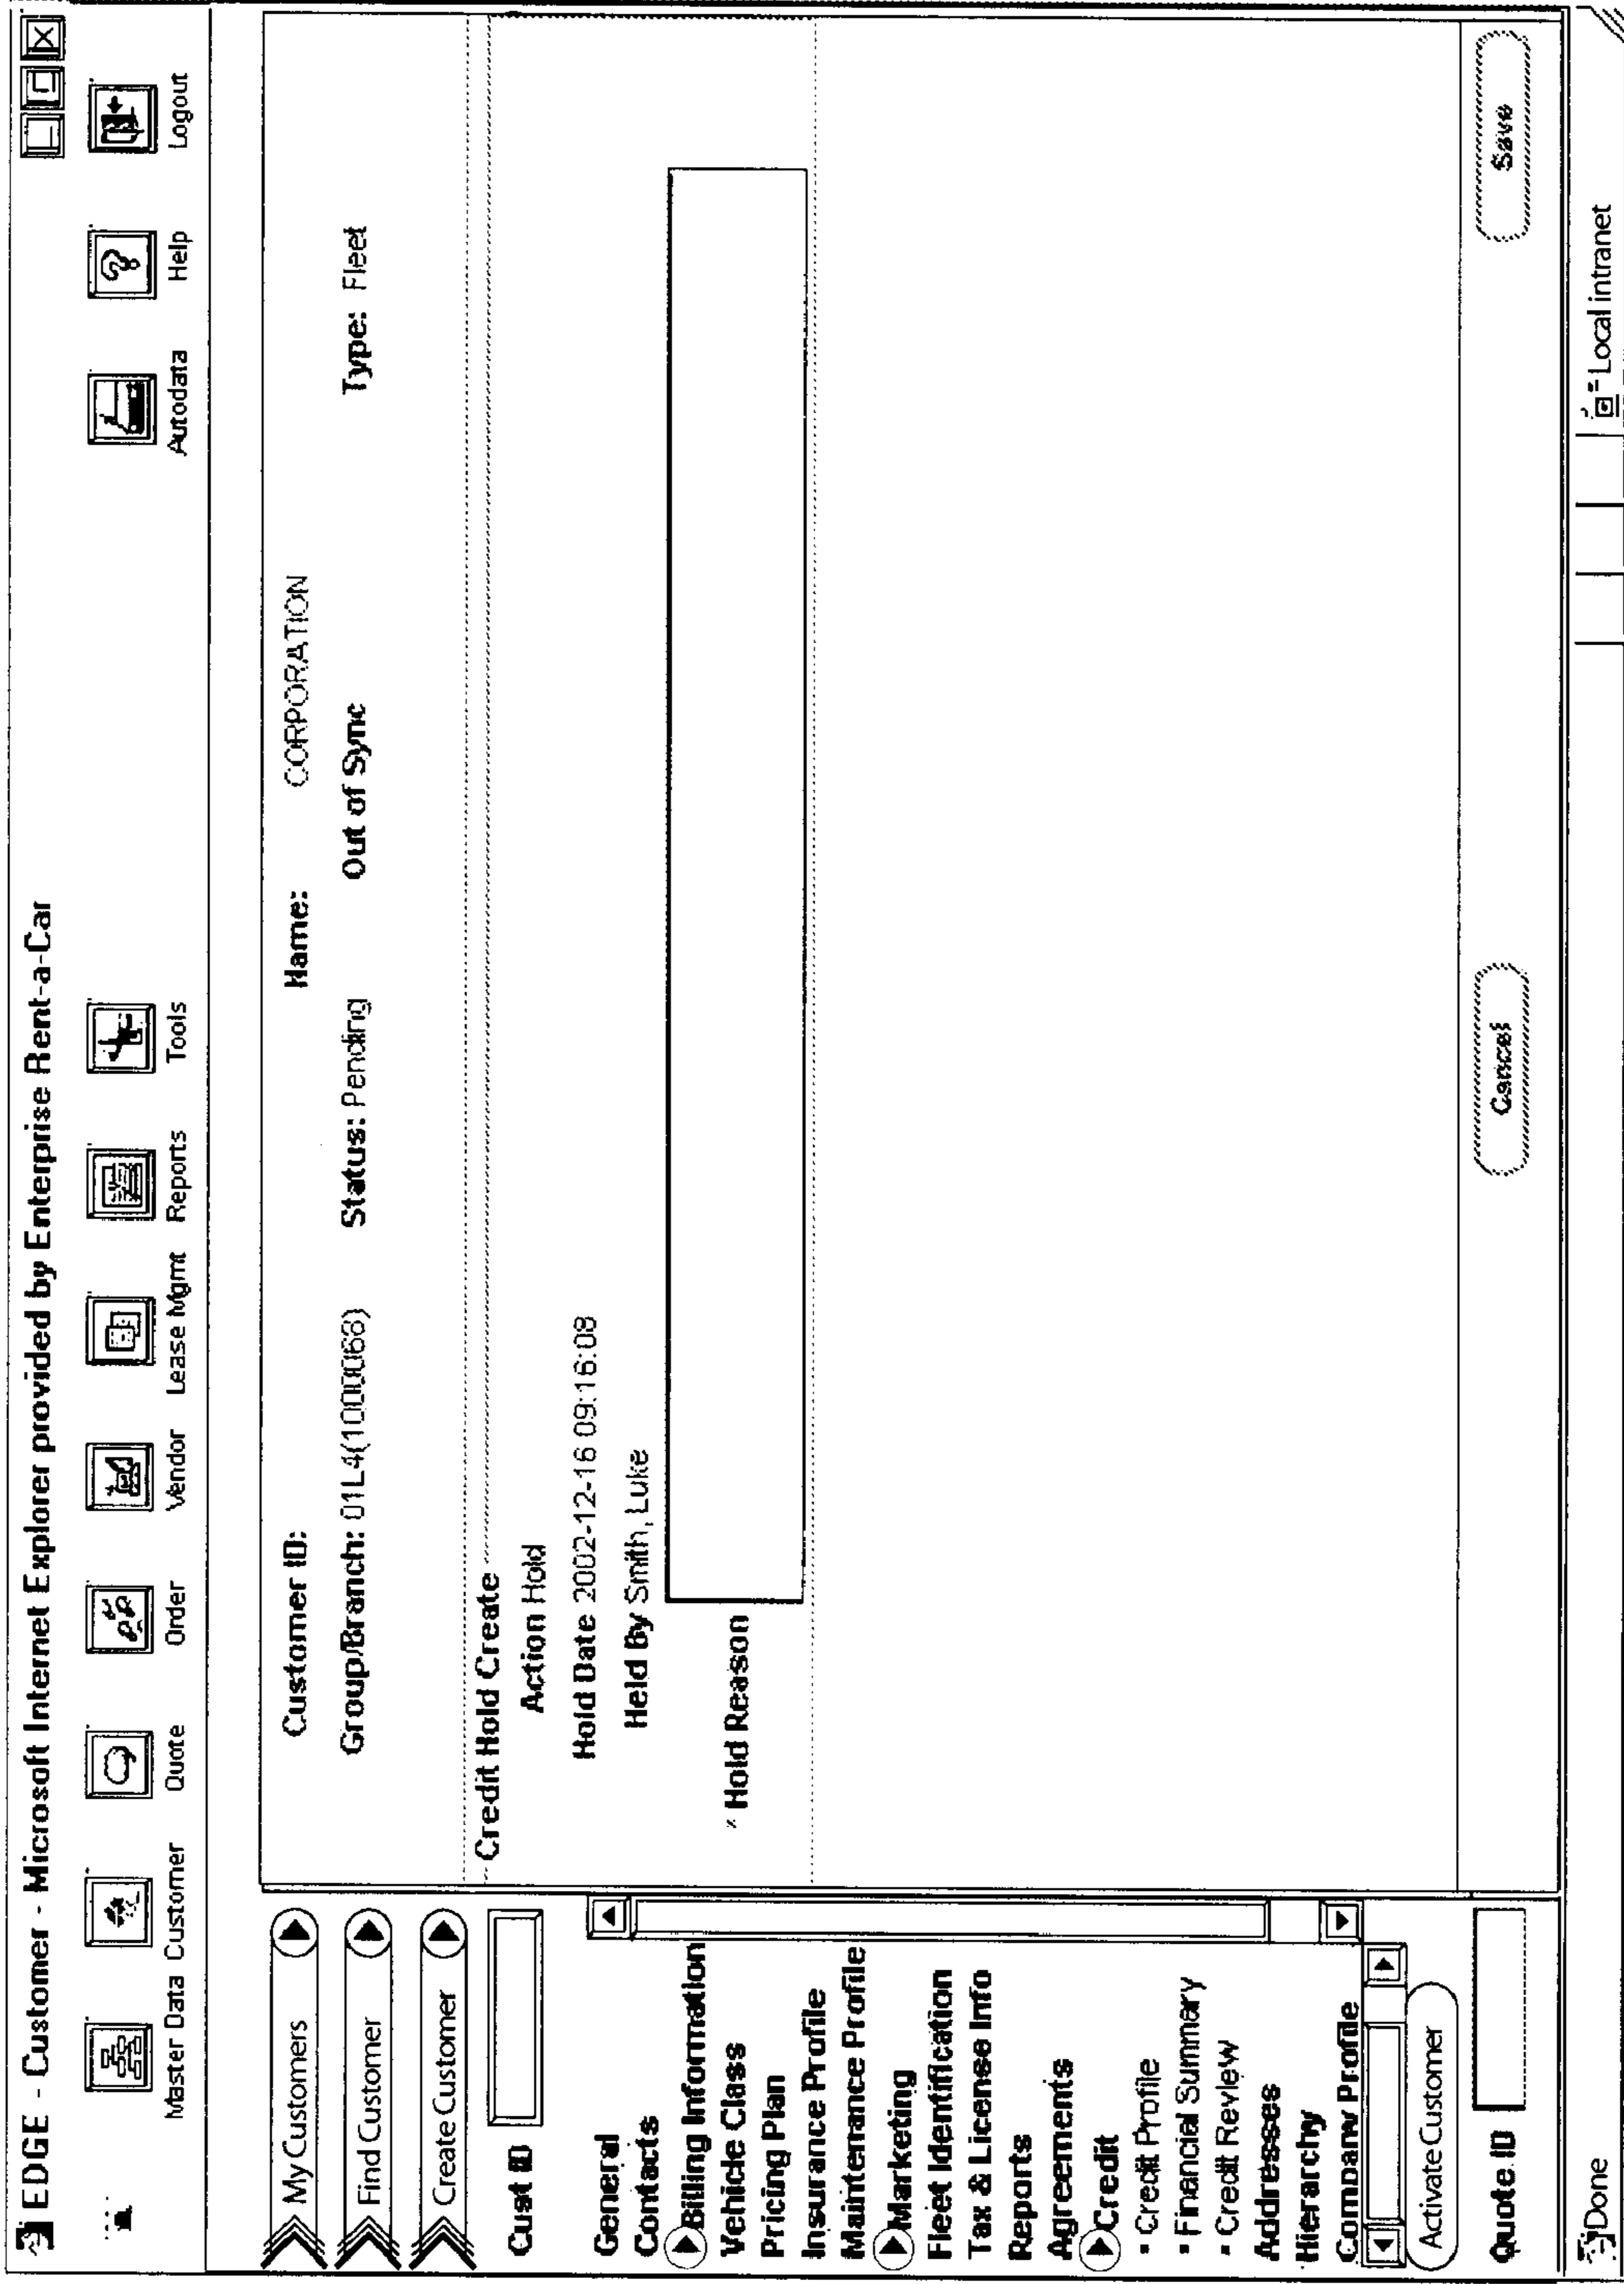 EDGE - Customer - Microsoft Internet Explorer provided by Enterprise Rent-a-Car
Master Data Customer Quote Order Vendor Lease Mgmt Reports Tools Autodata Help Logout
My Customers
Find Customer
Create Customer
Cust ID
General
Contacts
Billing Information
Vehicle Class
Pricing Plan
Insurance Profile
Maintenance Profile
Marketing
Fleet Identification
Tax & License Info
Reports
Agreements
Credit
• Credit Profile
• Financial Summary
• Credit Review
Addresses
Hierarchy
Company Profile
Activate Customer
Quote ID
Customer ID: Name: CORPORATION
Group/Branch: 01L4(1000068) Status: Pending Out of Sync Type: Fleet
Credit Hold Create
Action Hold
Hold Date 2002-12-16 09:16:08
Held By Smith, Luke
* Hold Reason
Cancel Save
Done Local intranet